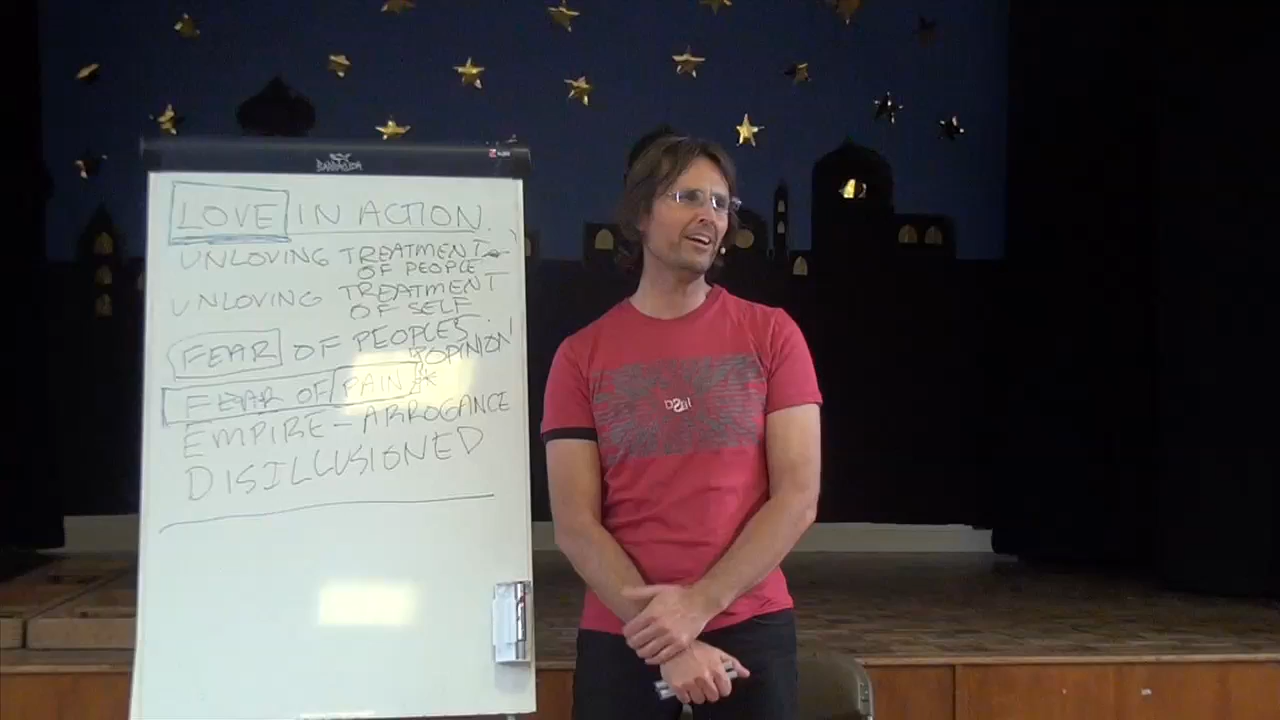 BARRACUDA
LOVE IN ACTION.
UNLOVING TREATMENT
OF PEOPLE
UNLOVING TREATMENT
OF SELF
FEAR OF PEOPLES
OPINION
FEAR OF PAIN *
EMPIRE - ARROGANCE
DISILLUSIONED